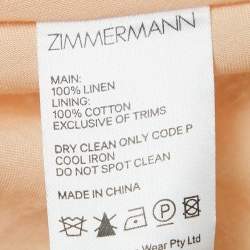 ZIMMERMANN
MAIN:
100% LINEN
LINING:
100% COTTON
EXCLUSIVE OF TRIMS
DRY CLEAN ONLY CODE P
COOL IRON
DO NOT SPOT CLEAN
MADE IN CHINA
P
Wear Pty Ltd